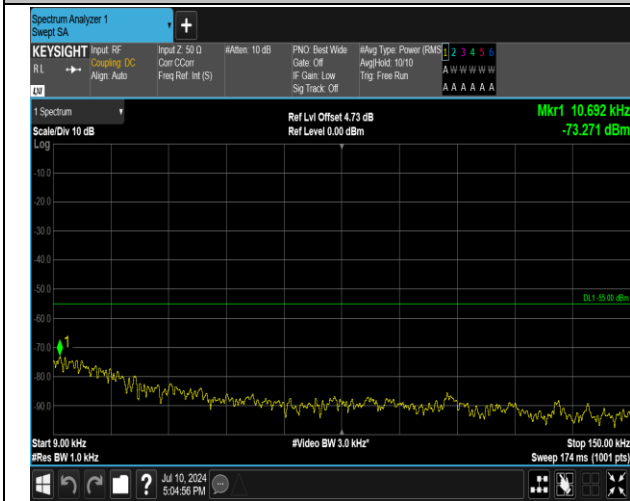 Spectrum Analyzer 1
Swept SA
KEYSIGHT Input: RF Input Z: 50 Ω #Atten: 10 dB PNO: Best Wide #Avg Type: Power (RMS 1 2 3 4 5 6
RL Coupling: DC Corr CCorr Gate: Off Avg|Hold: 10/10 A W W W W W
Align: Auto Freq Ref: Int (S) IF Gain: Low Trig: Free Run
Sig Track: Off A A A A A A
1 Spectrum Ref Lvl Offset 4.73 dB Mkr1 10.692 kHz
Scale/Div 10 dB Ref Level 0.00 dBm -73.271 dBm
Log
-10.0
-20.0
-30.0
-40.0
-50.0
DL1 -55.00 dBm
-60.0
1
-70.0
-80.0
-90.0
Start 9.00 kHz #Video BW 3.0 kHz* Stop 150.00 kHz
#Res BW 1.0 kHz Sweep 174 ms (1001 pts)
? Jul 10, 2024
5:04:56 PM